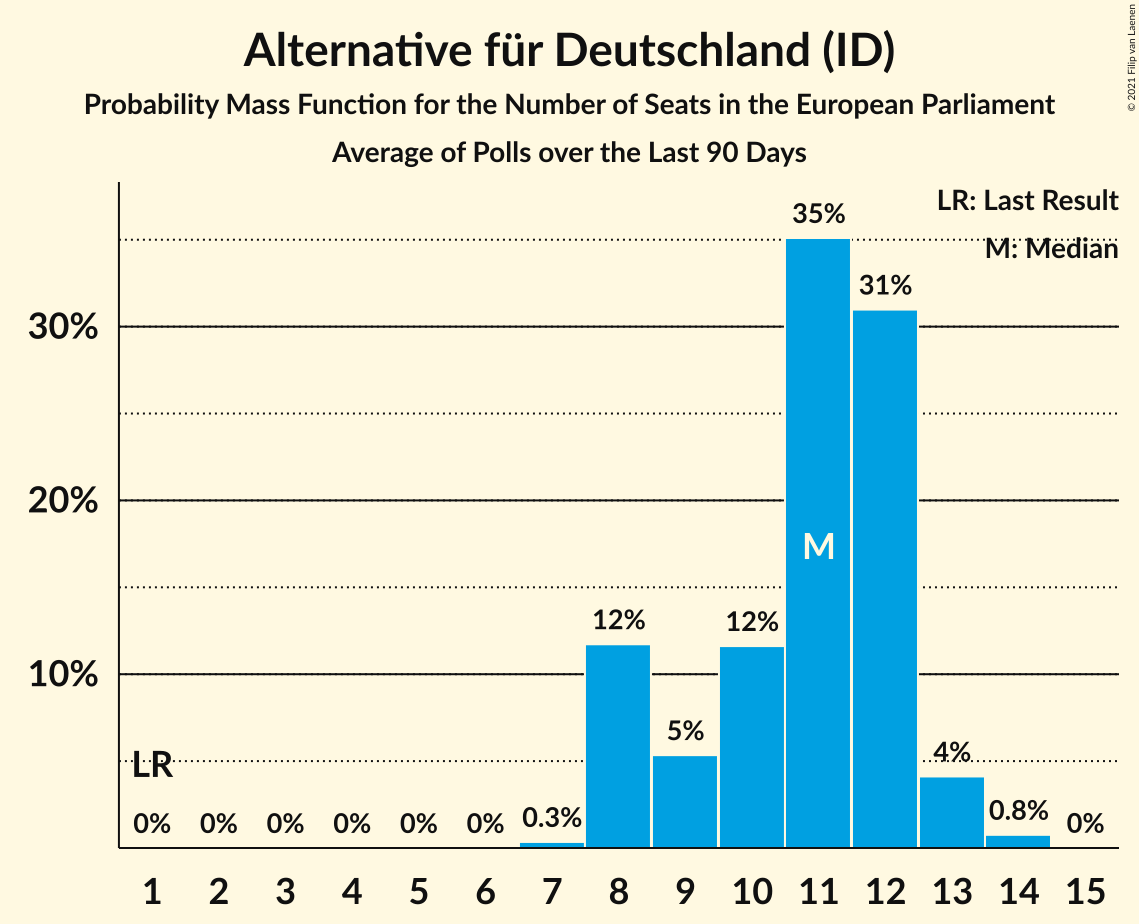 Alternative für Deutschland (ID)
Probability Mass Function for the Number of Seats in the European Parliament
Average of Polls over the Last 90 Days
© 2021 Filip van Laenen
LR: Last Result
M: Median
35%
31%
30%
20%
M
12%
12%
10%
5%
4%
LR
0%
0%
0%
0%
0%
0%
0.3%
0.8%
0%
1 2 3 4 5 6 7 8 9 10 11 12 13 14 15